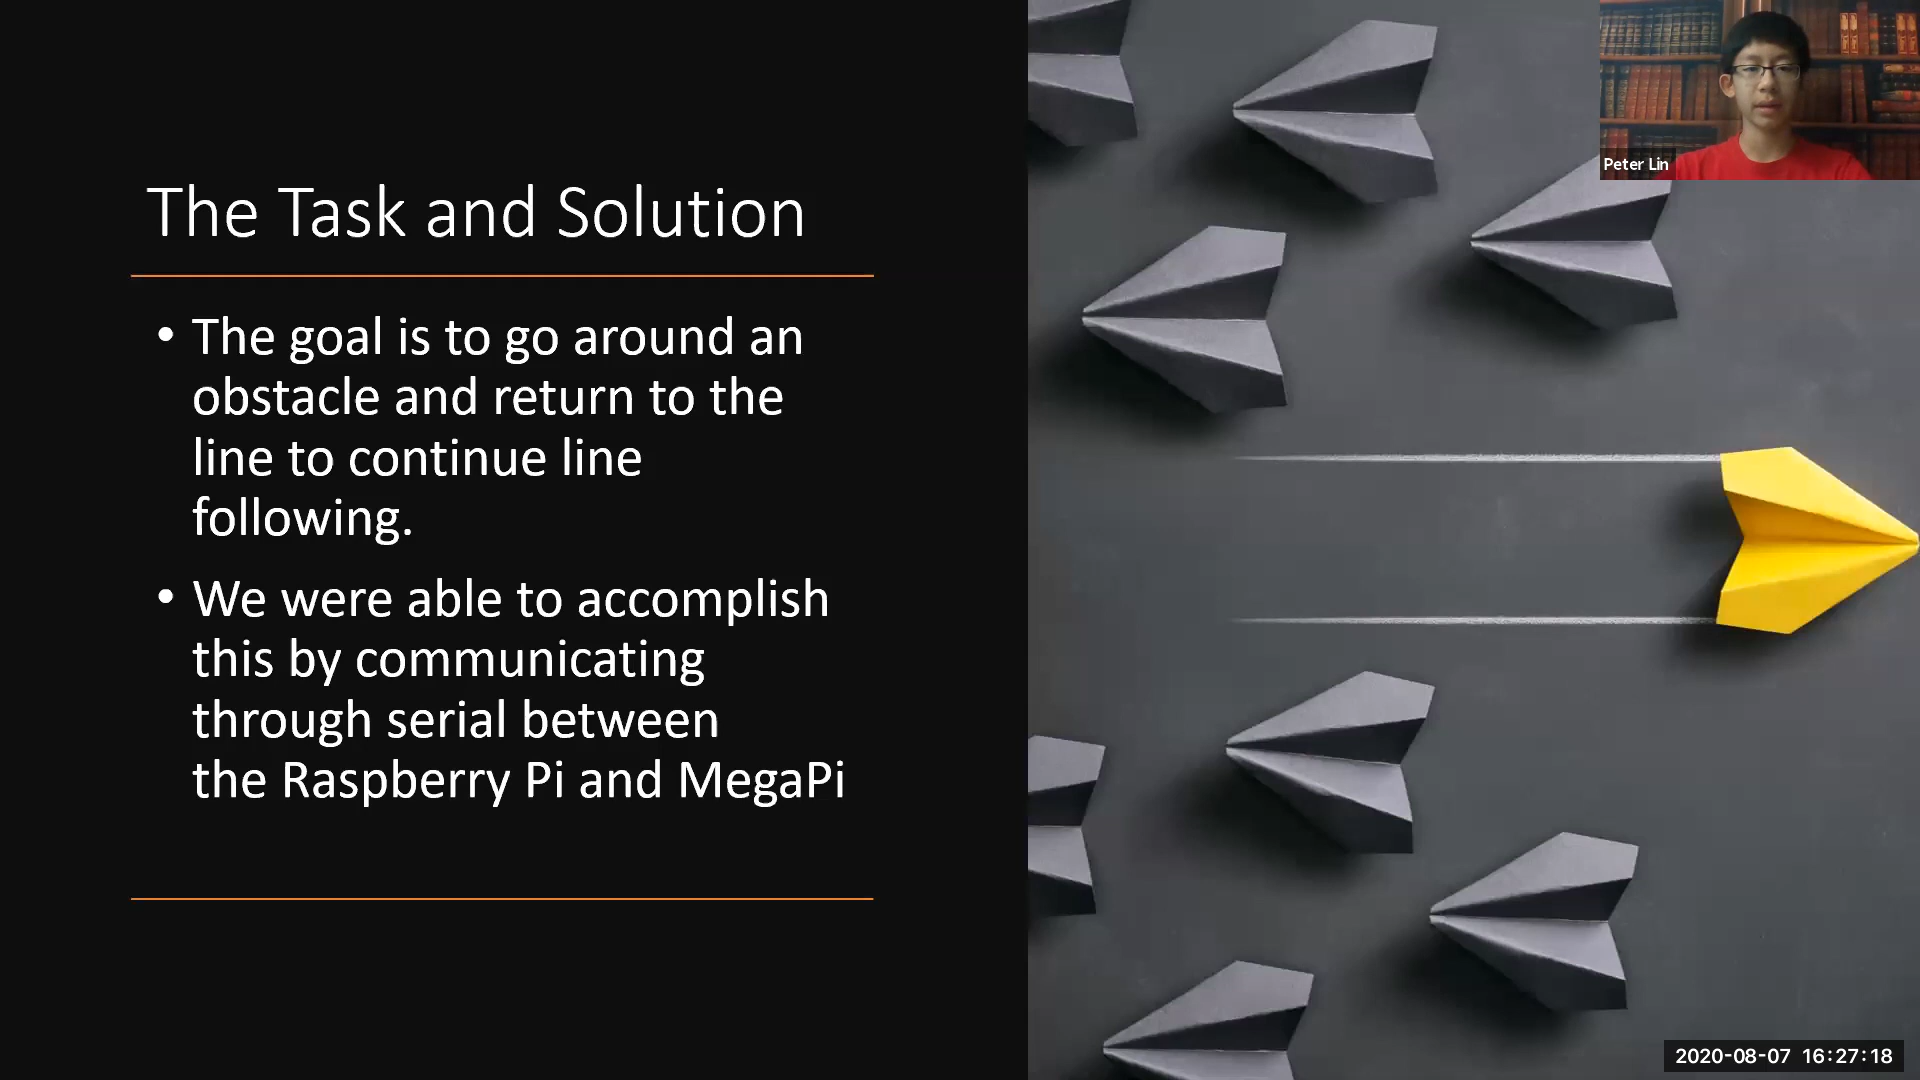 The Task and Solution
• The goal is to go around an
obstacle and return to the
line to continue line
following.
• We were able to accomplish
this by communicating
through serial between
the Raspberry Pi and MegaPi
Peter Lin
2020-08-07 16:27:18